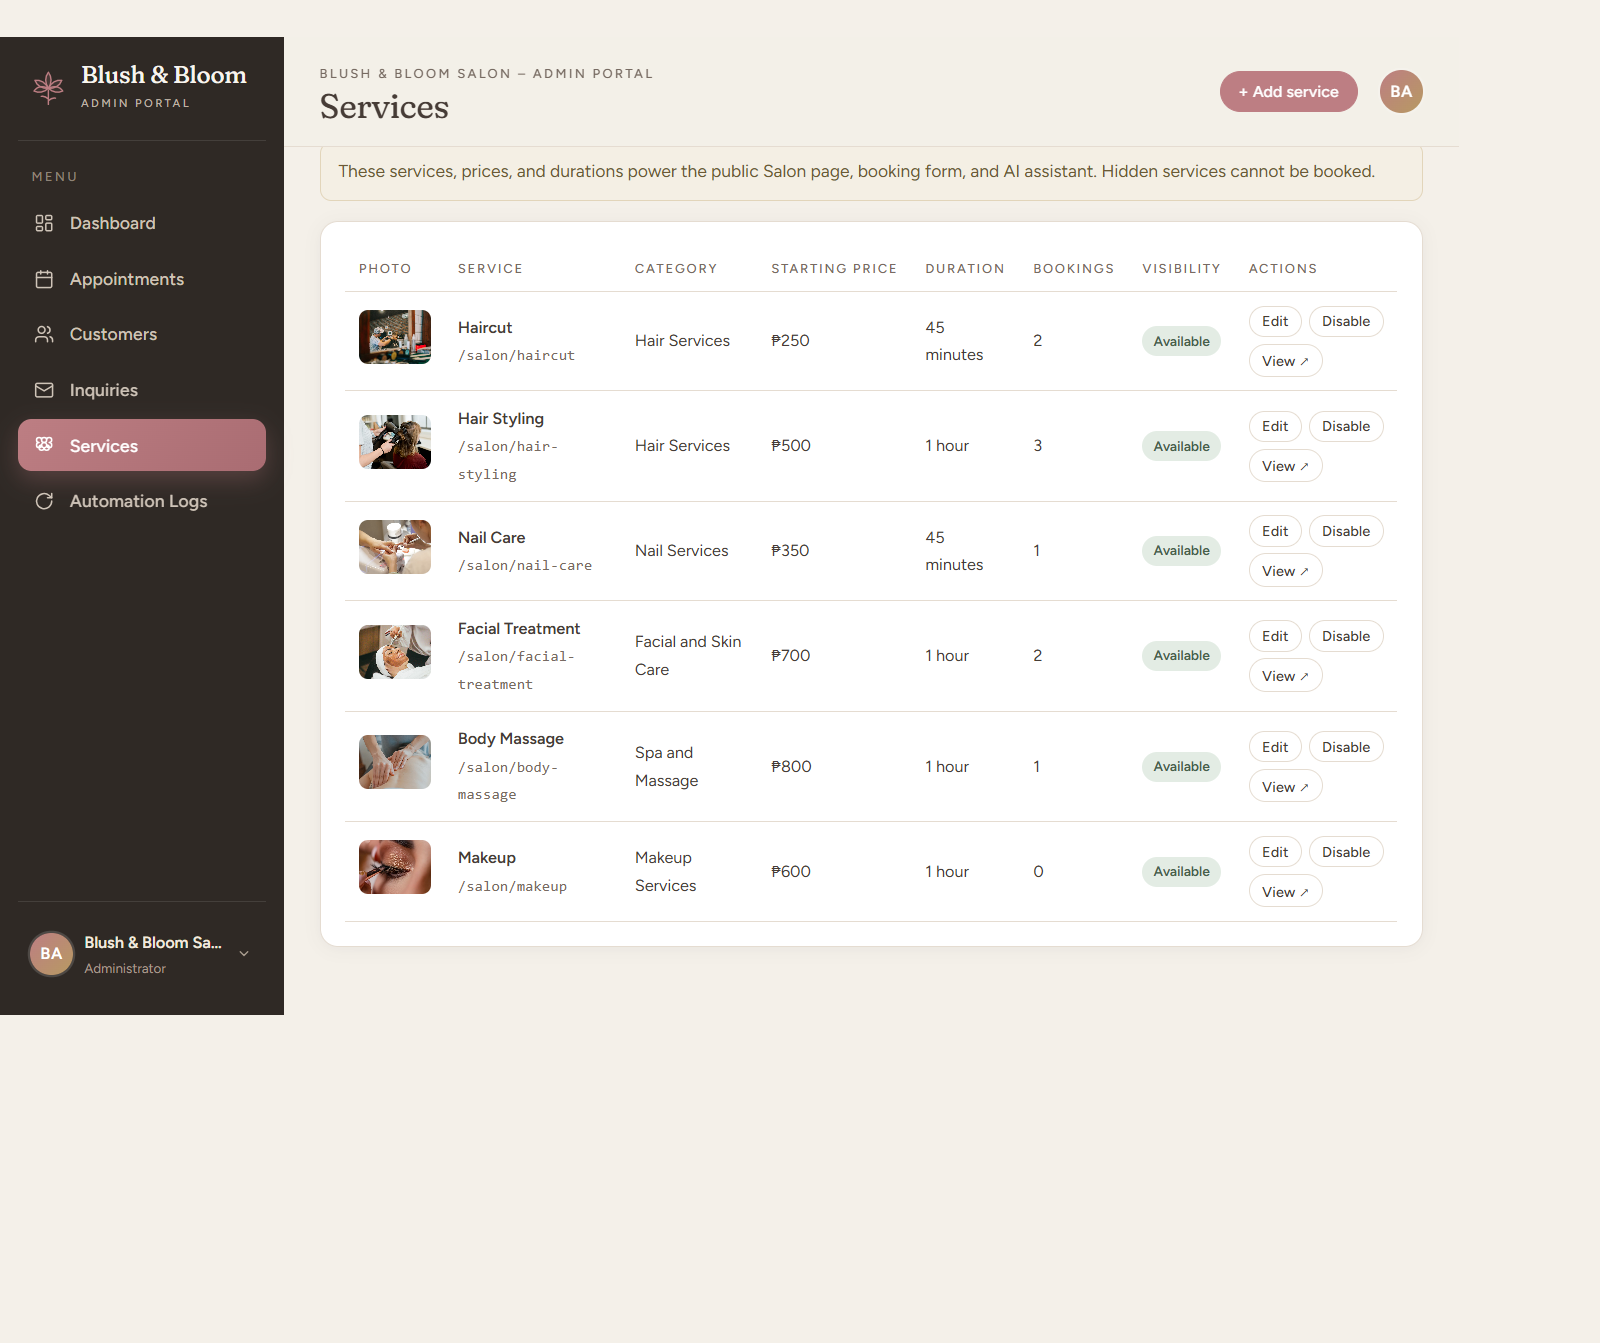 Blush & Bloom
ADMIN PORTAL
MENU
Dashboard
Appointments
Customers
Inquiries
Services
Automation Logs
BA
Blush & Bloom Sa...
Administrator
BLUSH & BLOOM SALON – ADMIN PORTAL
Services
+ Add service
BA
These services, prices, and durations power the public Salon page, booking form, and AI assistant. Hidden services cannot be booked.
PHOTO SERVICE CATEGORY STARTING PRICE DURATION BOOKINGS VISIBILITY ACTIONS
Haircut
/salon/haircut
Hair Services
₱250
45
minutes
2
Available
Edit Disable
View ↗
Hair Styling
/salon/hair-
styling
Hair Services
₱500
1 hour
3
Available
Edit Disable
View ↗
Nail Care
/salon/nail-care
Nail Services
₱350
45
minutes
1
Available
Edit Disable
View ↗
Facial Treatment
/salon/facial-
treatment
Facial and Skin
Care
₱700
1 hour
2
Available
Edit Disable
View ↗
Body Massage
/salon/body-
massage
Spa and
Massage
₱800
1 hour
1
Available
Edit Disable
View ↗
Makeup
/salon/makeup
Makeup
Services
₱600
1 hour
0
Available
Edit Disable
View ↗